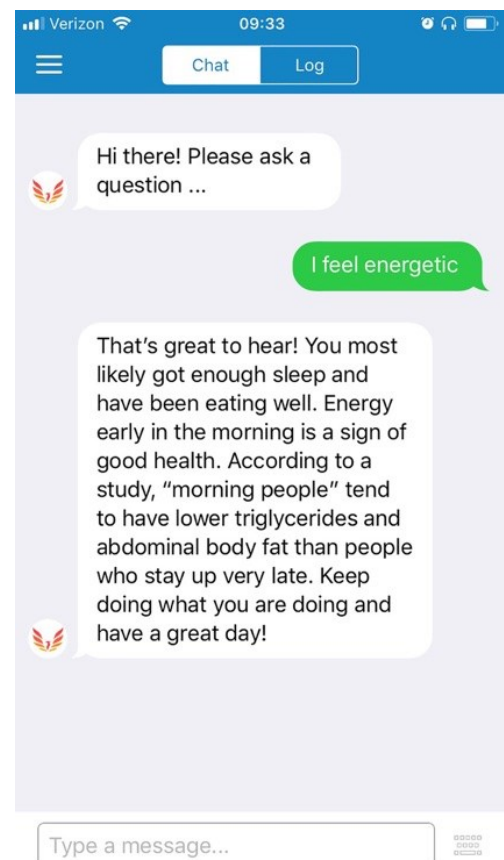 Verizon 09:33
Chat Log
Hi there! Please ask a
question ...
I feel energetic
That’s great to hear! You most
likely got enough sleep and
have been eating well. Energy
early in the morning is a sign of
good health. According to a
study, “morning people” tend
to have lower triglycerides and
abdominal body fat than people
who stay up very late. Keep
doing what you are doing and
have a great day!
Type a message...